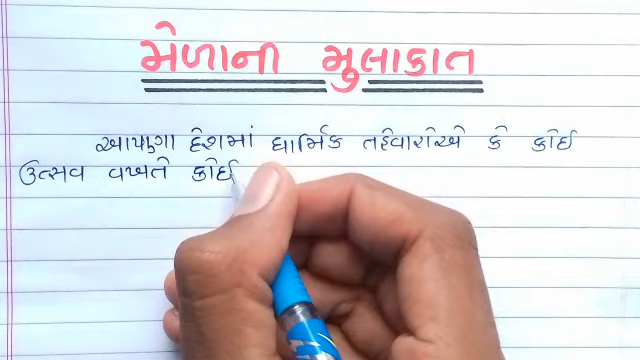 મેળાની મુલાકાત
આપણા દેશમાં ધાર્મિક તહેવારોએ કે કોઈ
ઉત્સવ વખતે કોઈ